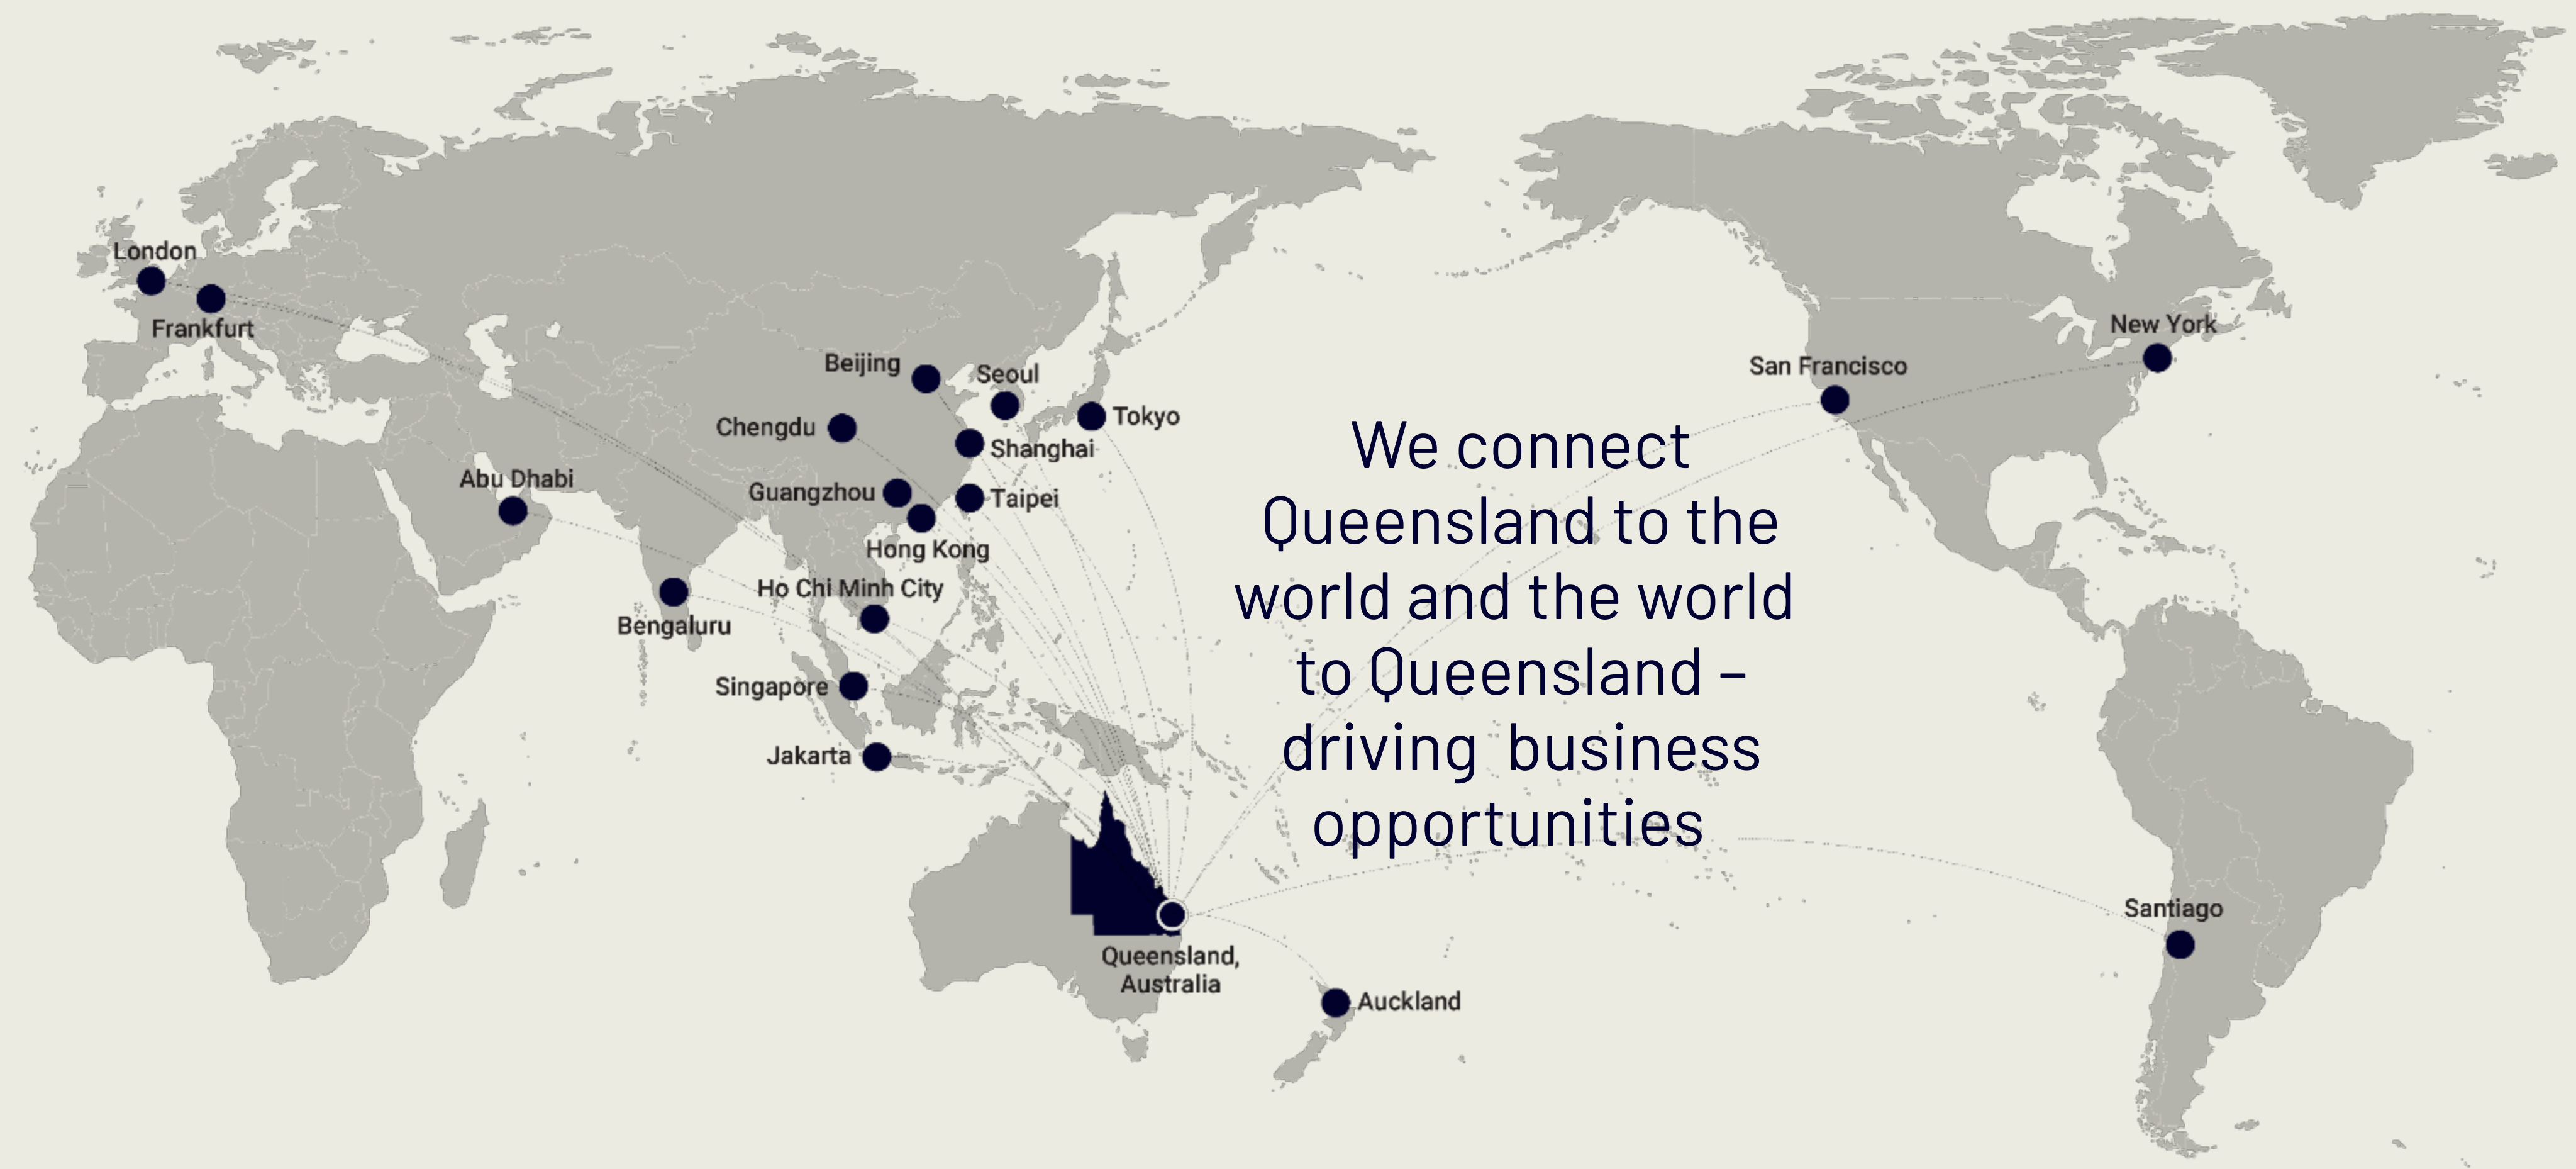 London
Frankfurt
Abu Dhabi
Bengaluru
Beijing
Seoul
Chengdu
Tokyo
Shanghai
Guangzhou
Taipei
Hong Kong
Ho Chi Minh City
Singapore
Jakarta
Queensland,
Australia
Auckland
We connect
Queensland to the
world and the world
to Queensland –
driving business
opportunities
San Francisco
New York
Santiago